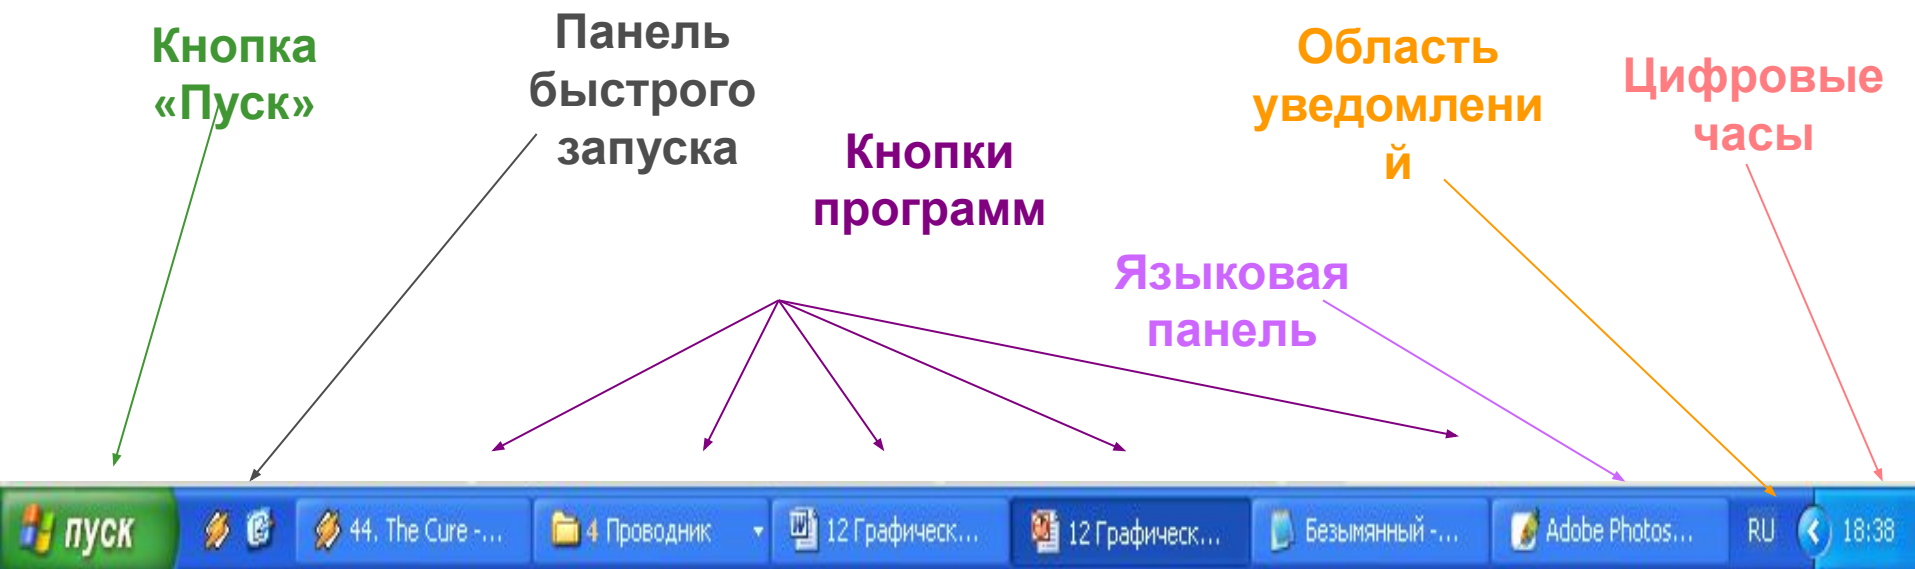 Кнопка
«Пуск»
Панель
быстрого
запуска
Кнопки
программ
Языковая
панель
Область
уведомлени
й
Цифровые
часы
пуск
44. The Cure -...
4 Проводник
12 Графическ...
12 Графическ...
Безымянный -...
Adobe Photos...
RU
18:38